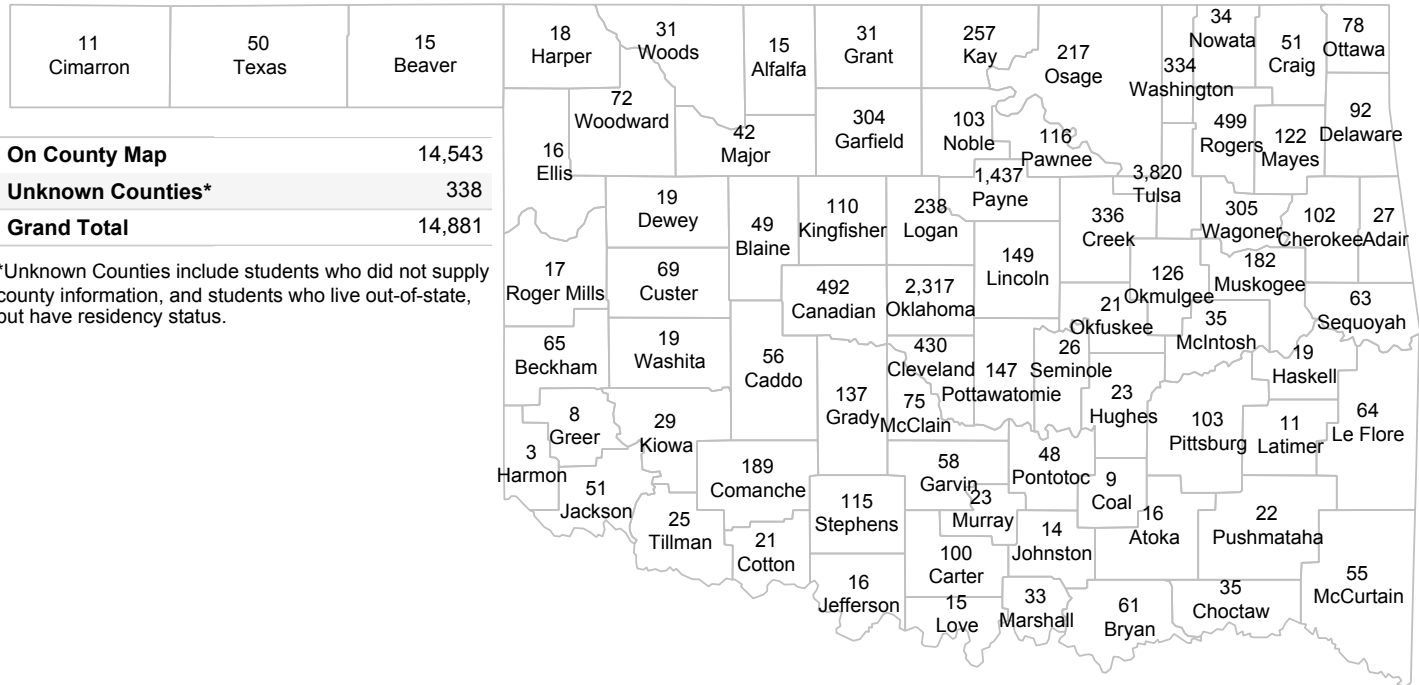 11
Cimarron
50
Texas
15
Beaver
18
Harper
31
Woods
15
Alfalfa
31
Grant
257
Kay
217
Osage
334
Washington
34
Nowata
51
Craig
78
Ottawa
72
Woodward
42
Major
304
Garfield
103
Noble
116
Pawnee
499
Rogers
122
Mayes
92
Delaware
On County Map 14,543
Unknown Counties* 338
Grand Total 14,881
*Unknown Counties include students who did not supply
county information, and students who live out-of-state,
but have residency status.
16
Ellis
19
Dewey
49
Blaine
110
Kingfisher
238
Logan
1,437
Payne
3,820
Tulsa
336
Creek
305
Wagoner
102
Cherokee
27
Adair
17
Roger Mills
69
Custer
492
Canadian
2,317
Oklahoma
149
Lincoln
126
Okmulgee
182
Muskogee
21
Okfuskee
35
McIntosh
63
Sequoyah
65
Beckham
19
Washita
56
Caddo
430
Cleveland
147
Pottawatomie
26
Seminole
19
Haskell
137
Grady
75
McClain
23
Hughes
103
Pittsburg
11
Latimer
64
Le Flore
8
Greer
29
Kiowa
3
Harmon
51
Jackson
189
Comanche
58
Garvin
48
Pontotoc
9
Coal
115
Stephens
23
Murray
16
Atoka
22
Pushmataha
25
Tillman
21
Cotton
100
Carter
14
Johnston
16
Jefferson
15
Love
33
Marshall
61
Bryan
35
Choctaw
55
McCurtain